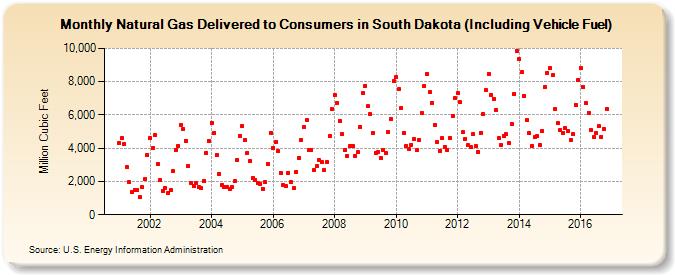 Monthly Natural Gas Delivered to Consumers in South Dakota (Including Vehicle Fuel)
Million Cubic Feet
10,000
8,000
6,000
4,000
2,000
0
2002 2004 2006 2008 2010 2012 2014 2016
Source: U.S. Energy Information Administration